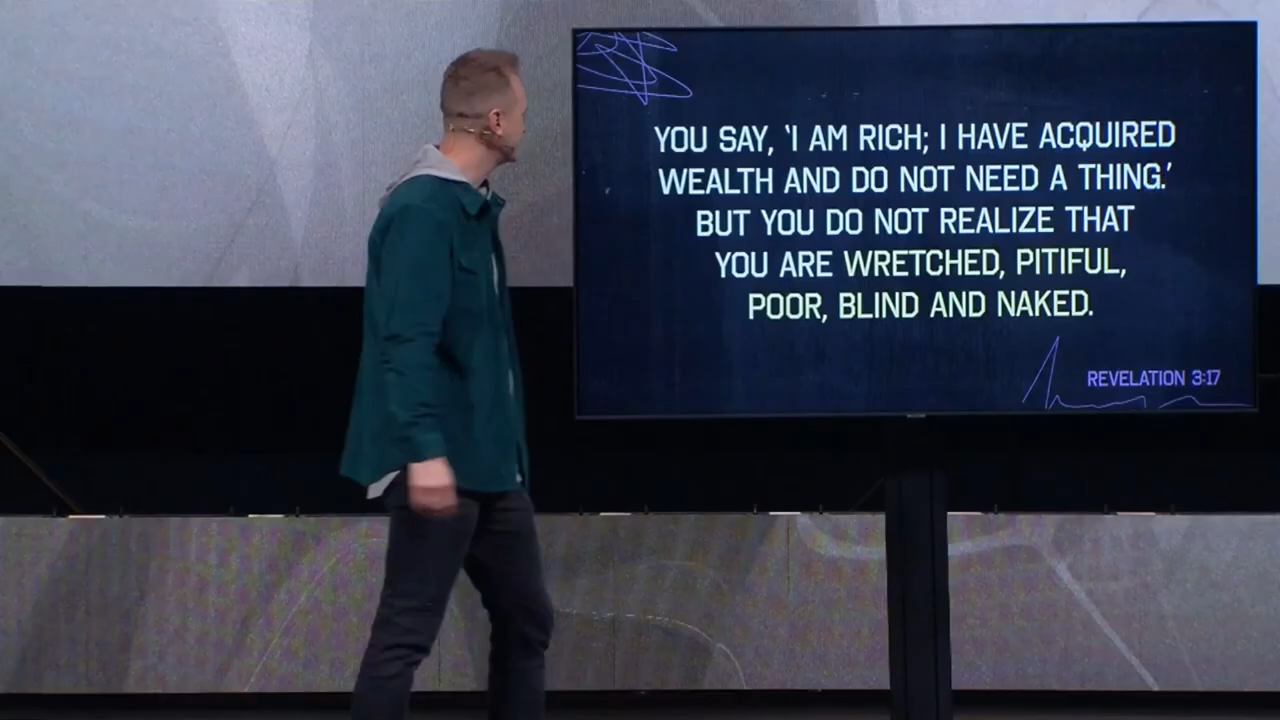 YOU SAY, 'I AM RICH; I HAVE ACQUIRED
WEALTH AND DO NOT NEED A THING.'
BUT YOU DO NOT REALIZE THAT
YOU ARE WRETCHED, PITIFUL,
POOR, BLIND AND NAKED.
REVELATION 3:17